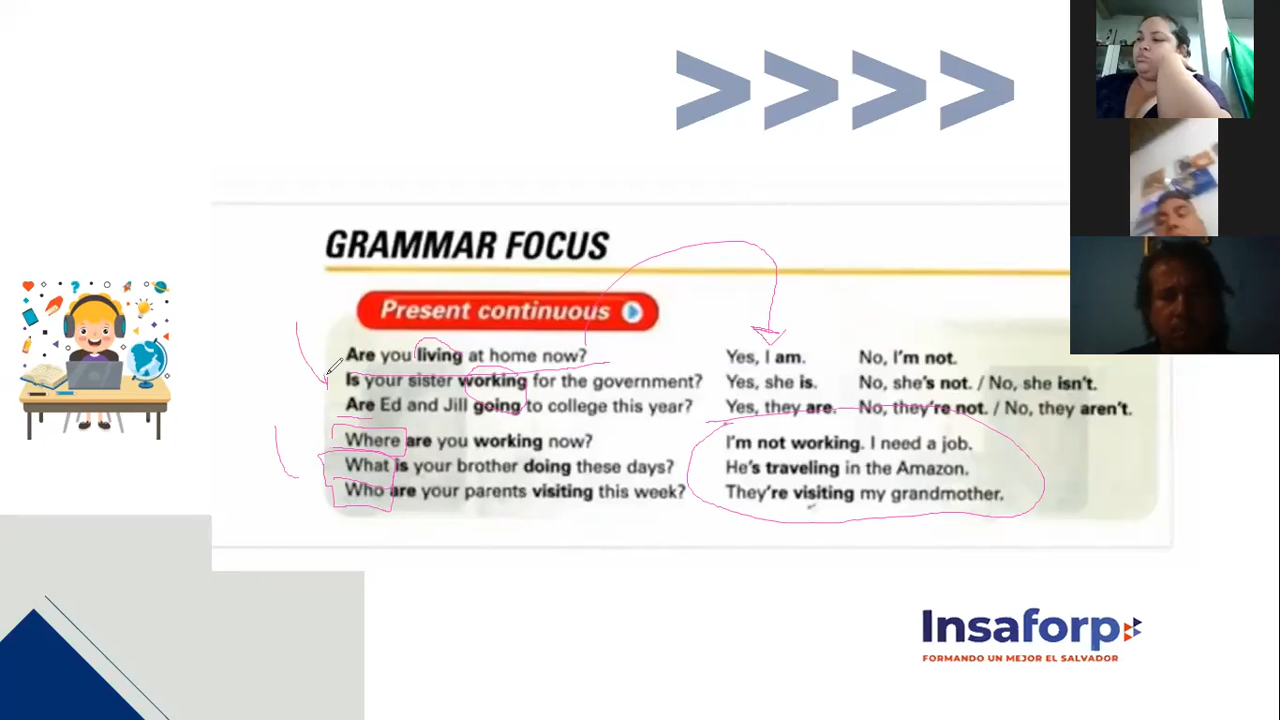 GRAMMAR FOCUS
Present continuous
Are you living at home now? Yes, I am. No, I'm not.
Is your sister working for the government? Yes, she is. No, she's not. / No, she isn't.
Are Ed and Jill going to college this year? Yes, they are. No, they're not. / No, they aren't.
Where are you working now? I'm not working. I need a job.
What is your brother doing these days? He's traveling in the Amazon.
Who are your parents visiting this week? They're visiting my grandmother.
Insaforp
FORMANDO UN MEJOR EL SALVADOR